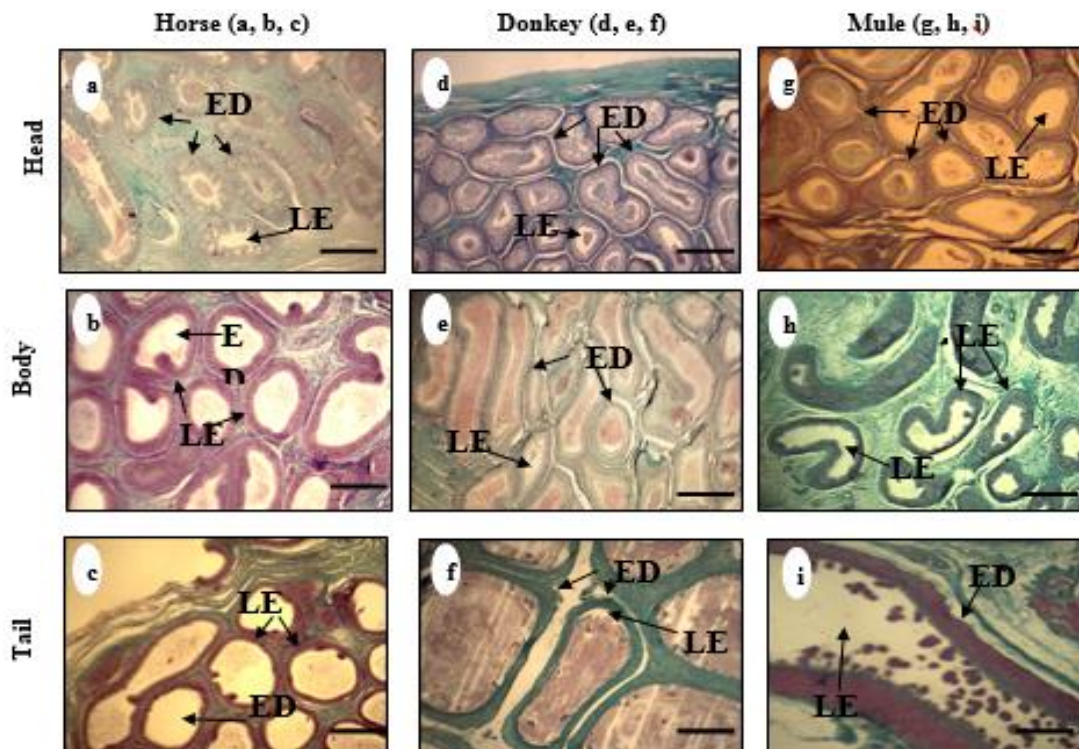 Horse (a, b, c) Donkey (d, e, f) Mule (g, h, i)
Head
a ED LE
d ED LE
g ED LE
Body
b E D LE
e ED LE
h LE LE
Tail
c LE ED
f ED LE
i ED LE